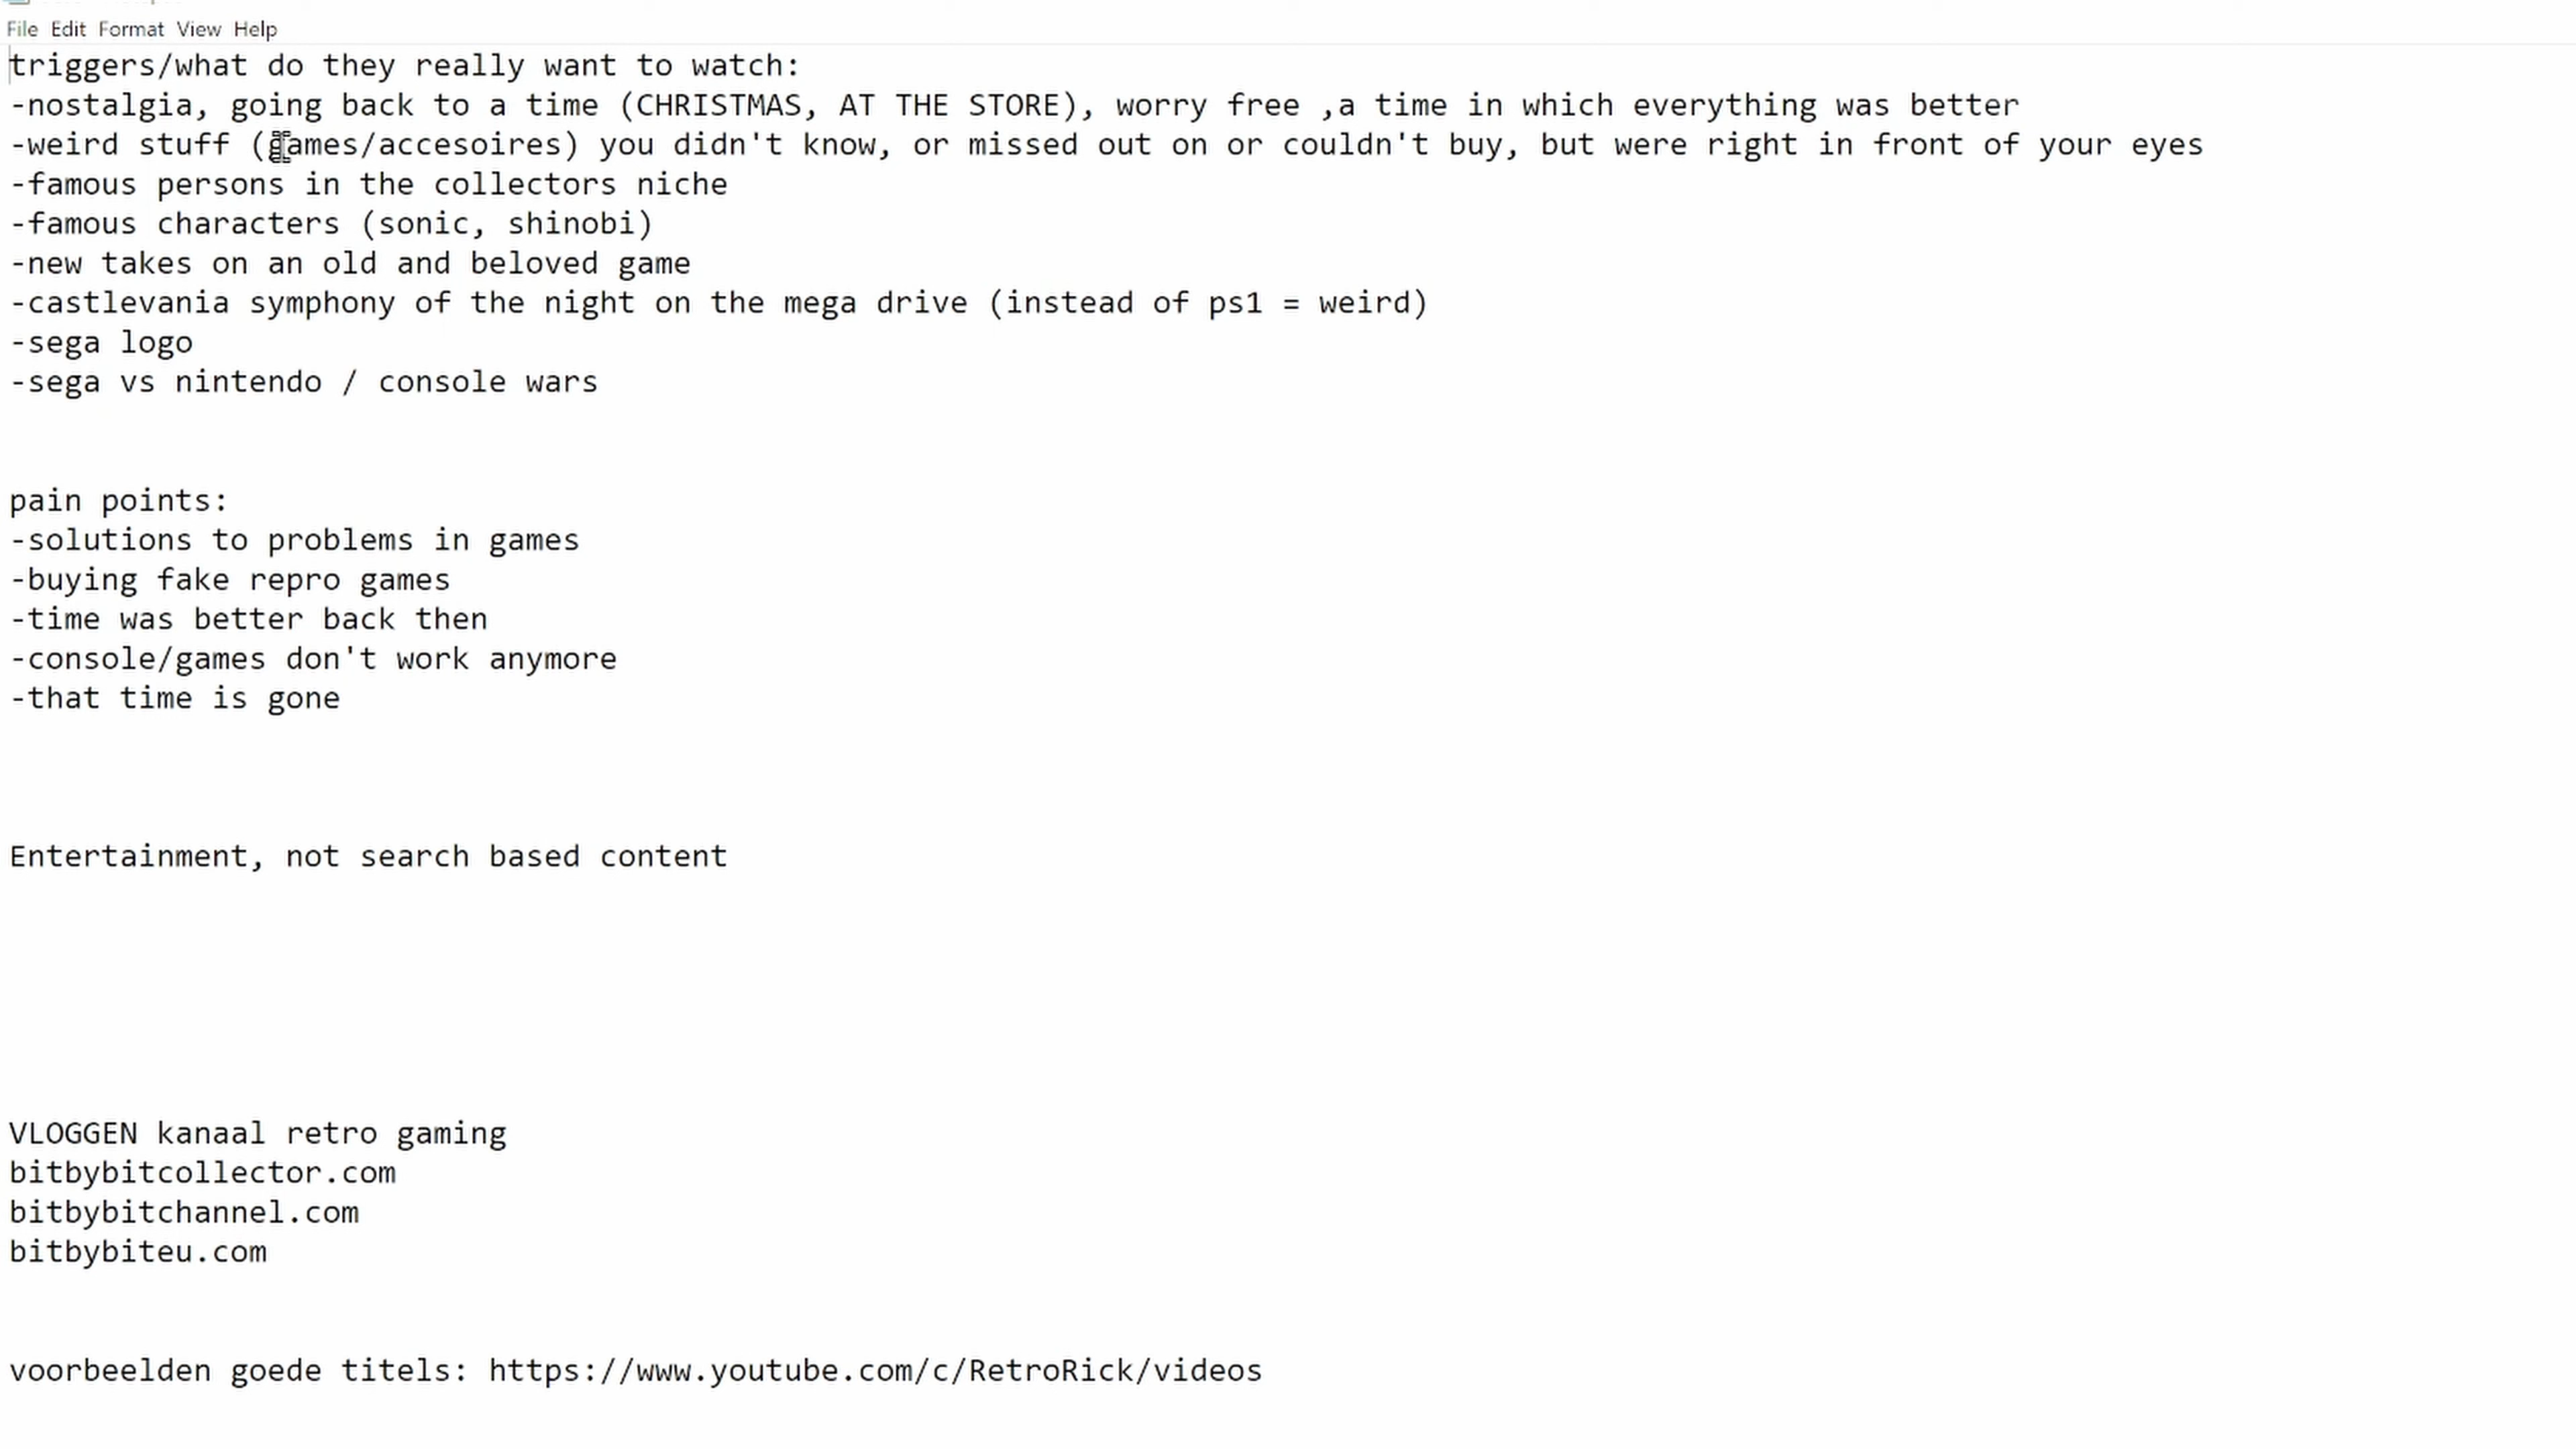 File Edit Format View Help
triggers/what do they really want to watch:
-nostalgia, going back to a time (CHRISTMAS, AT THE STORE), worry free ,a time in which everything was better
-weird stuff (games/accesoires) you didn't know, or missed out on or couldn't buy, but were right in front of your eyes
-famous persons in the collectors niche
-famous characters (sonic, shinobi)
-new takes on an old and beloved game
-castlevania symphony of the night on the mega drive (instead of ps1 = weird)
-sega logo
-sega vs nintendo / console wars
pain points:
-solutions to problems in games
-buying fake repro games
-time was better back then
-console/games don't work anymore
-that time is gone
Entertainment, not search based content
VLOGGEN kanaal retro gaming
bitbybitcollector.com
bitbybitchannel.com
bitbybiteu.com
voorbeelden goede titels: https://www.youtube.com/c/RetroRick/videos